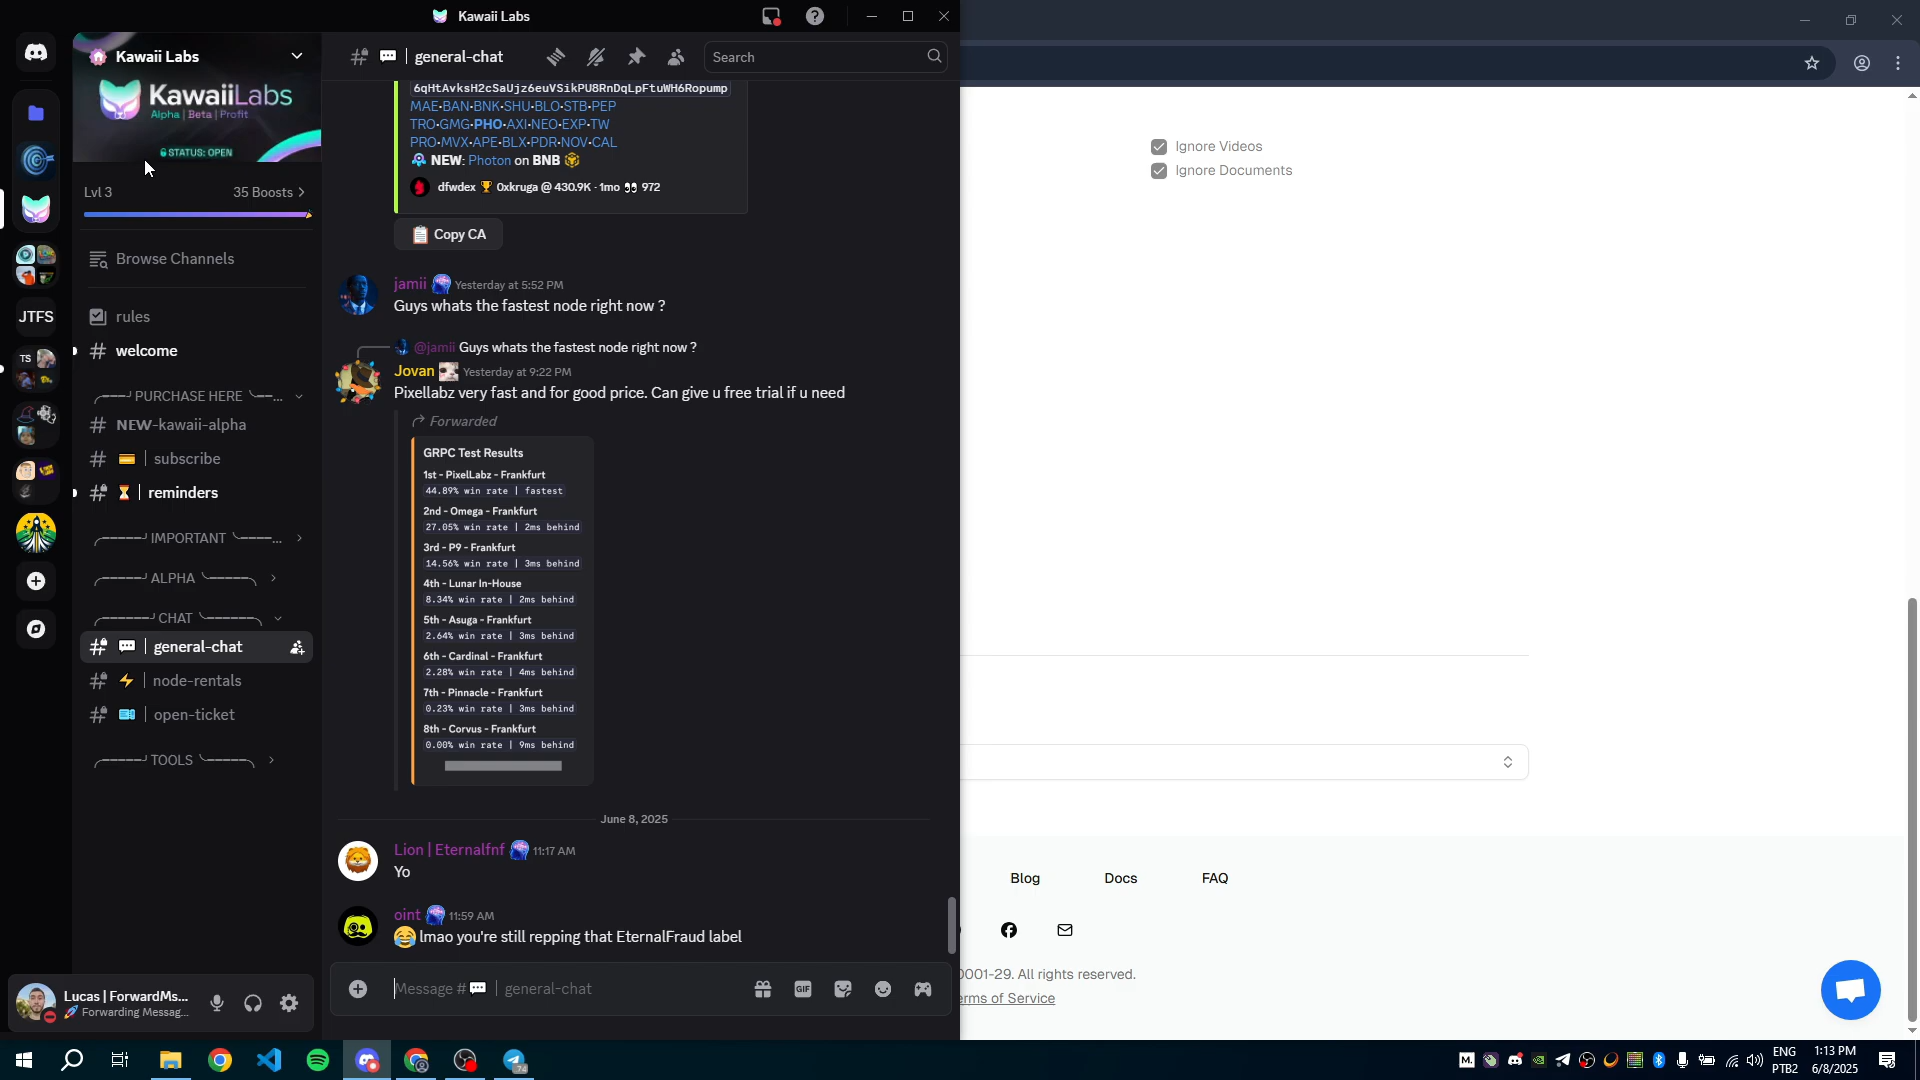 Kawaii Labs
Kawaii Labs
KawaiiLabs
Alpha | Beta | Profit
STATUS: OPEN
Lvl 3
35 Boosts >
Browse Channels
rules
welcome
PURCHASE HERE
NEW-kawaii-alpha
💳 | subscribe
⏳ | reminders
IMPORTANT
ALPHA
CHAT
💬 | general-chat
⚡ | node-rentals
🎫 | open-ticket
TOOLS
JTFS
TS
Lucas | ForwardMs...
🚀 Forwarding Messag...
💬 | general-chat
Search
6qHtAvksH2cSaUjz6euVSikPU8RnDqLpFtuWH6Ropump
MAE•BAN•BNK•SHU•BLO•STB•PEP
TRO•GMG•PHO•AXI•NEO•EXP•TW
PRO•MVX•APE•BLX•PDR•NOV•CAL
NEW: Photon on BNB
dfwdex 🏆 0xkruga @ 430.9K · 1mo 👀 972
📋 Copy CA
jamii Yesterday at 5:52 PM
Guys whats the fastest node right now ?
@jamii Guys whats the fastest node right now ?
Jovan Yesterday at 9:22 PM
Pixellabz very fast and for good price. Can give u free trial if u need
Forwarded
GRPC Test Results
1st - PixelLabz - Frankfurt
44.89% win rate | fastest
2nd - Omega - Frankfurt
27.05% win rate | 2ms behind
3rd - P9 - Frankfurt
14.56% win rate | 3ms behind
4th - Lunar In-House
8.34% win rate | 2ms behind
5th - Asuga - Frankfurt
2.64% win rate | 3ms behind
6th - Cardinal - Frankfurt
2.28% win rate | 4ms behind
7th - Pinnacle - Frankfurt
0.23% win rate | 3ms behind
8th - Corvus - Frankfurt
0.00% win rate | 9ms behind
June 8, 2025
Lion | Eternalfnf 11:17 AM
Yo
oint 11:59 AM
😂 lmao you're still repping that EternalFraud label
Message #💬 | general-chat
GIF
Ignore Videos
Ignore Documents
Blog
Docs
FAQ
0001-29. All rights reserved.
erms of Service
74
M.
ENG
PTB2
1:13 PM
6/8/2025